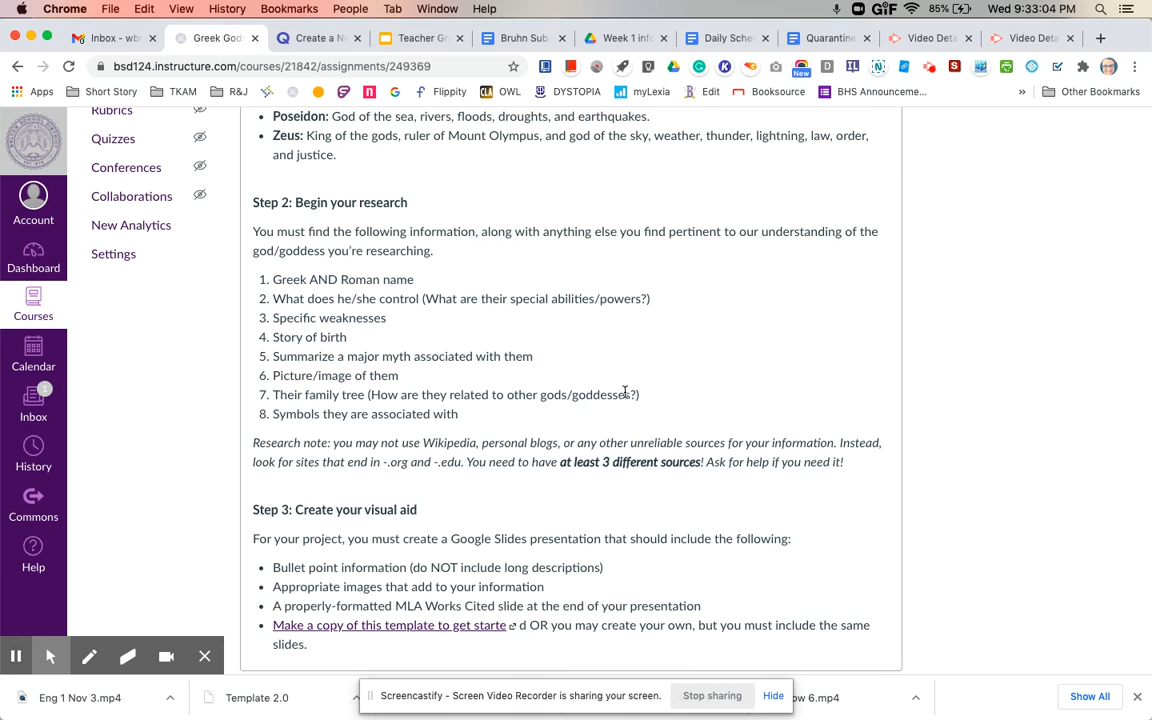 Chrome File Edit View History Bookmarks People Tab Window Help GIF 85% Wed 9:33:04 PM
Inbox - wb Greek God Create a N Teacher Gr Bruhn Sub Week 1 inf Daily Sche Quarantine Video Deta Video Deta
bsd124.instructure.com/courses/21842/assignments/249369
New
Apps Short Story TKAM R&J Flippity OWL DYSTOPIA myLexia Edit Booksource BHS Announceme... » Other Bookmarks
Rubrics
Quizzes
Conferences
Collaborations
New Analytics
Settings
Account
Dashboard
Courses
Calendar
1
Inbox
History
Commons
Help
• Poseidon: God of the sea, rivers, floods, droughts, and earthquakes.
• Zeus: King of the gods, ruler of Mount Olympus, and god of the sky, weather, thunder, lightning, law, order,
and justice.
Step 2: Begin your research
You must find the following information, along with anything else you find pertinent to our understanding of the
god/goddess you're researching.
1. Greek AND Roman name
2. What does he/she control (What are their special abilities/powers?)
3. Specific weaknesses
4. Story of birth
5. Summarize a major myth associated with them
6. Picture/image of them
7. Their family tree (How are they related to other gods/goddesses?)
8. Symbols they are associated with
Research note: you may not use Wikipedia, personal blogs, or any other unreliable sources for your information. Instead,
look for sites that end in -.org and -.edu. You need to have at least 3 different sources! Ask for help if you need it!
Step 3: Create your visual aid
For your project, you must create a Google Slides presentation that should include the following:
• Bullet point information (do NOT include long descriptions)
• Appropriate images that add to your information
• A properly-formatted MLA Works Cited slide at the end of your presentation
• Make a copy of this template to get starte d OR you may create your own, but you must include the same
slides.
Eng 1 Nov 3.mp4 Template 2.0 Screencastify - Screen Video Recorder is sharing your screen. Stop sharing Hide ow 6.mp4 Show All